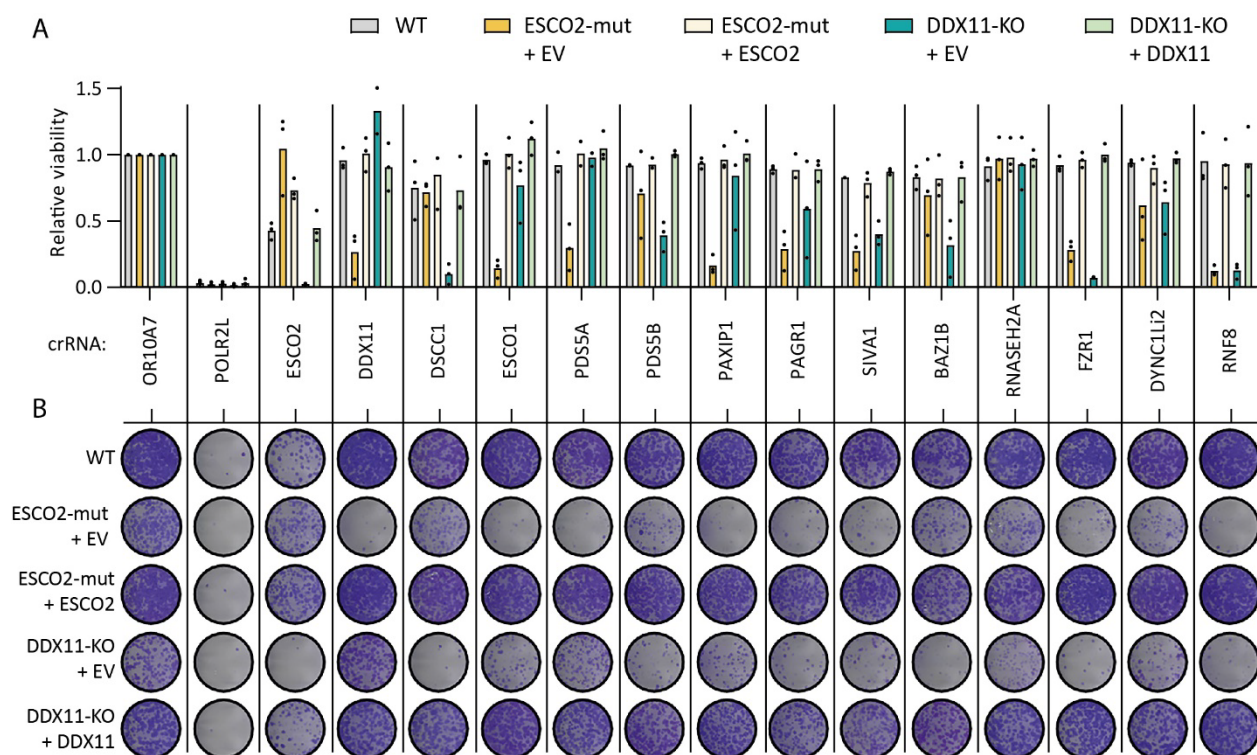 A
WT
ESCO2-mut
+ EV
ESCO2-mut
+ ESCO2
DDX11-KO
+ EV
DDX11-KO
+ DDX11
Relative viability
1.5
1.0
0.5
0.0
crRNA:
OR10A7
POLR2L
ESCO2
DDX11
DSCC1
ESCO1
PDS5A
PDS5B
PAXIP1
PAGR1
SIVA1
BAZ1B
RNASEH2A
FZR1
DYNC1Li2
RNF8
B
WT
ESCO2-mut
+ EV
ESCO2-mut
+ ESCO2
DDX11-KO
+ EV
DDX11-KO
+ DDX11